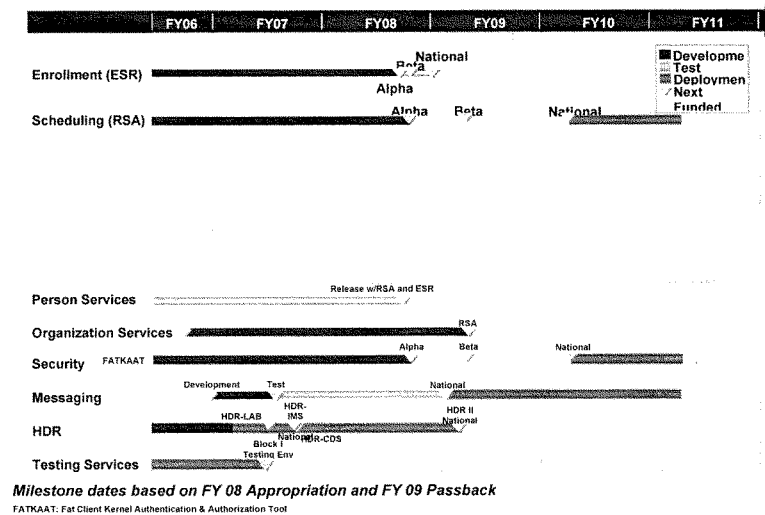 FY06 FY07 FY08 FY09 FY10 FY11
Developme
Test
Deploymen
Next
Funded
National
Beta
Enrollment (ESR)
Alpha
Alpha Beta National
Scheduling (RSA)
Release w/RSA and ESR
Person Services
RSA
Organization Services
Alpha Beta National
Security FATKAAT
Development Test National
Messaging
HDR-LAB HDR-IMS HDR II National
HDR
National HDR-CDS
Block I
Testing Env
Testing Services
Milestone dates based on FY 08 Appropriation and FY 09 Passback
FATKAAT: Fat Client Kernel Authentication & Authorization Tool